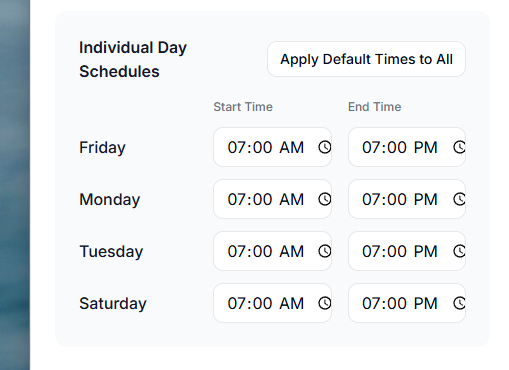 Individual Day
Schedules
Apply Default Times to All
Start Time
End Time
Friday
07:00 AM
07:00 PM
Monday
07:00 AM
07:00 PM
Tuesday
07:00 AM
07:00 PM
Saturday
07:00 AM
07:00 PM